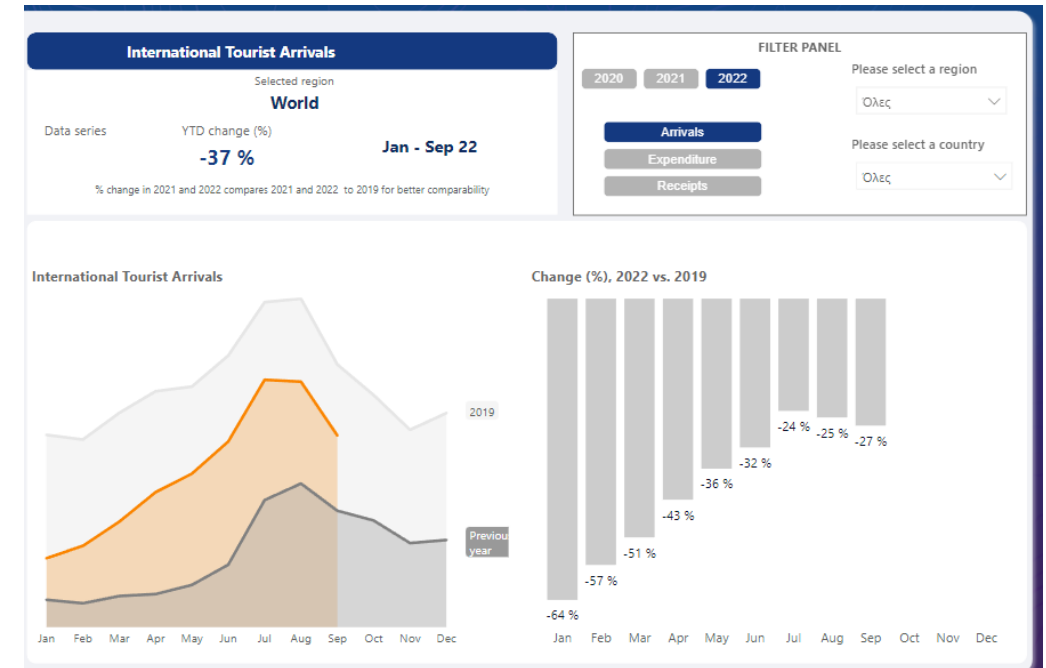 International Tourist Arrivals
Selected region
World
Data series YTD change (%)
-37 %
Jan - Sep 22
% change in 2021 and 2022 compares 2021 and 2022 to 2019 for better comparability
FILTER PANEL
2020 2021 2022
Arrivals
Expenditure
Receipts
Please select a region
Όλες
Please select a country
Όλες
International Tourist Arrivals
2019
Previou
year
Jan Feb Mar Apr May Jun Jul Aug Sep Oct Nov Dec
Change (%), 2022 vs. 2019
-64 %
-57 %
-51 %
-43 %
-36 %
-32 %
-24 %
-25 %
-27 %
Jan Feb Mar Apr May Jun Jul Aug Sep Oct Nov Dec